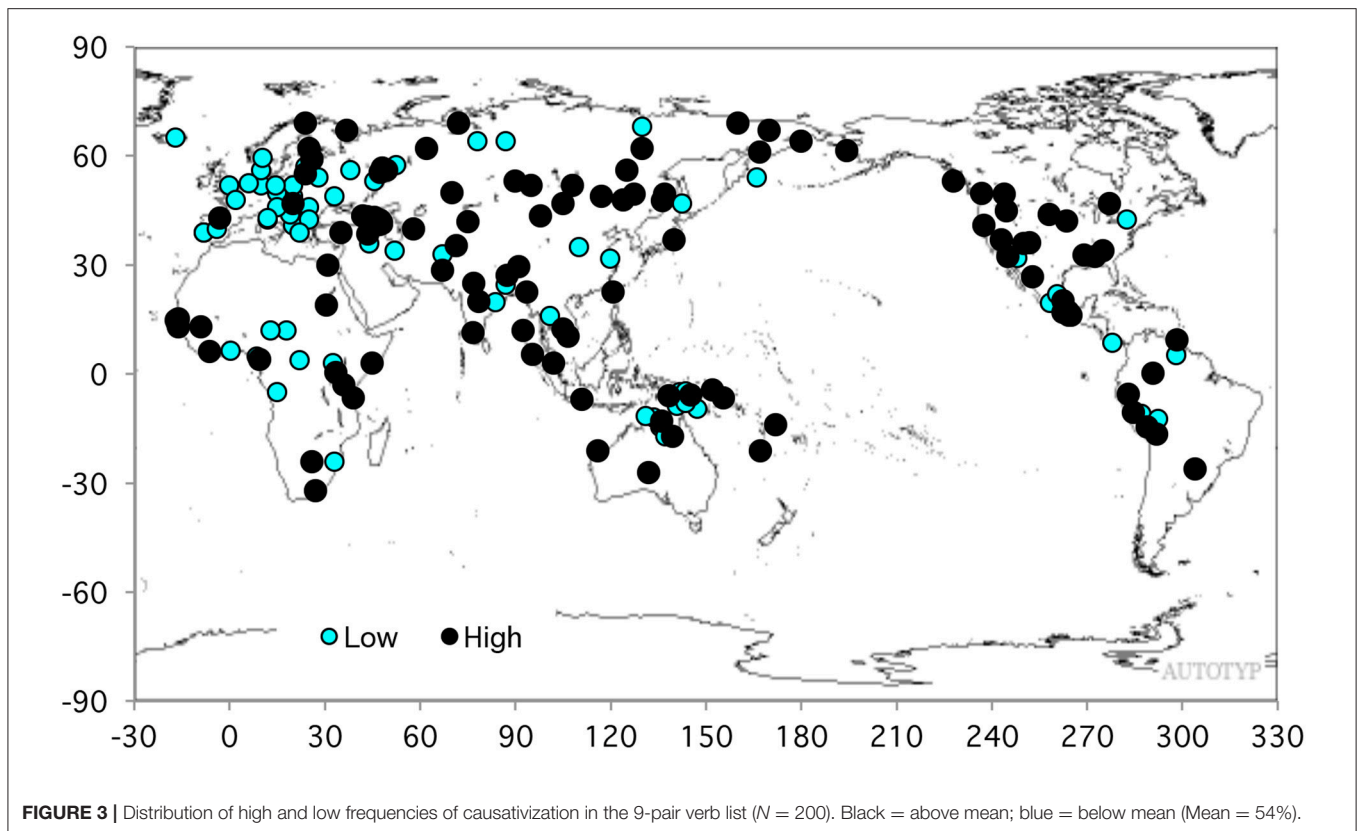 90
60
30
0
-30
-60
-90
Low High
AUTOTYP
-30 0 30 60 90 120 150 180 210 240 270 300 330
FIGURE 3 | Distribution of high and low frequencies of causativization in the 9-pair verb list (N = 200). Black = above mean; blue = below mean (Mean = 54%).